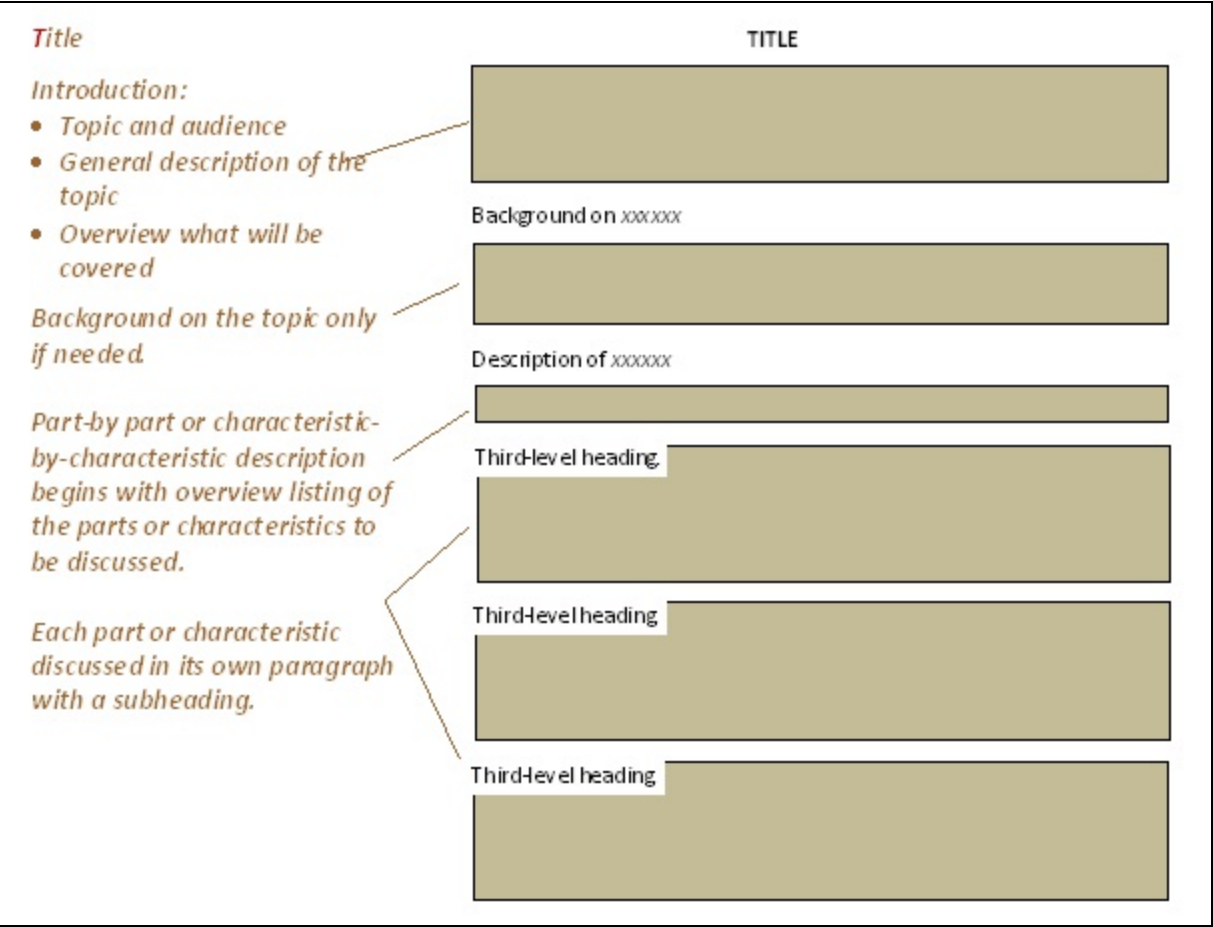 Title
Introduction:
• Topic and audience
• General description of the
topic
• Overview what will be
covered
Background on the topic only
if needed.
Part-by part or characteristic-
by-characteristic description
begins with overview listing of
the parts or characteristics to
be discussed.
Each part or characteristic
discussed in its own paragraph
with a subheading.
TITLE
Background on xxxxxx
Description of xxxxxx
Third-level heading.
Third-level heading
Third-level heading